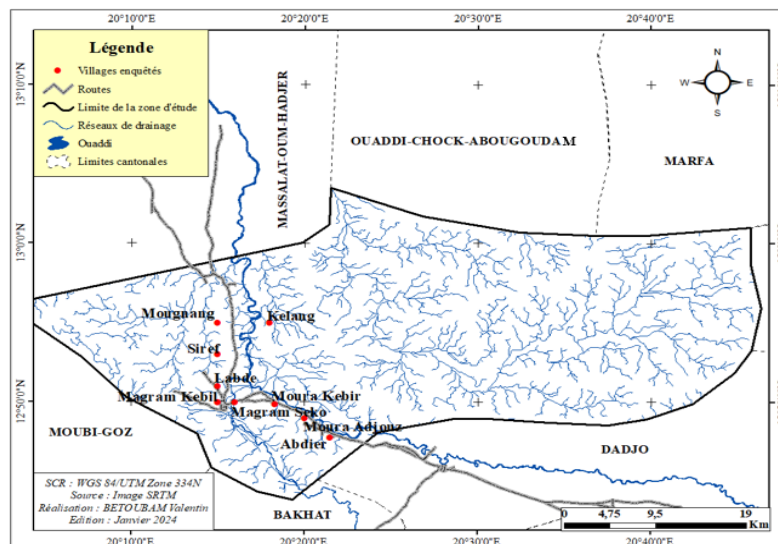 20°10'0"E 20°20'0"E 20°30'0"E 20°40'0"E
Légende
Villages enquêtés
Routes
Limite de la zone d'étude
Réseaux de drainage
Ouaddi
Limites cantonales
N
W E
S
13°10'0"N
MASSALAT-OUM-HADJER
OUADDI-CHOCK-ABOUGOUDAM
MARFA
13°0'0"N
Mougnang
Kelang
Siref
Labde
Magram Kebil
Moura Kebir
Magram Seko
12°50'0"N
Moura Adjouz
Abdier
MOUBI-GOZ
DADJO
BAKHAT
SCR : WGS 84/UTM Zone 334N
Source : Image SRTM
Réalisation : BETOUBAM Valentin
Edition : Janvier 2024
Km
0 4,75 9,5 19
20°10'0"E 20°20'0"E 20°30'0"E 20°40'0"E